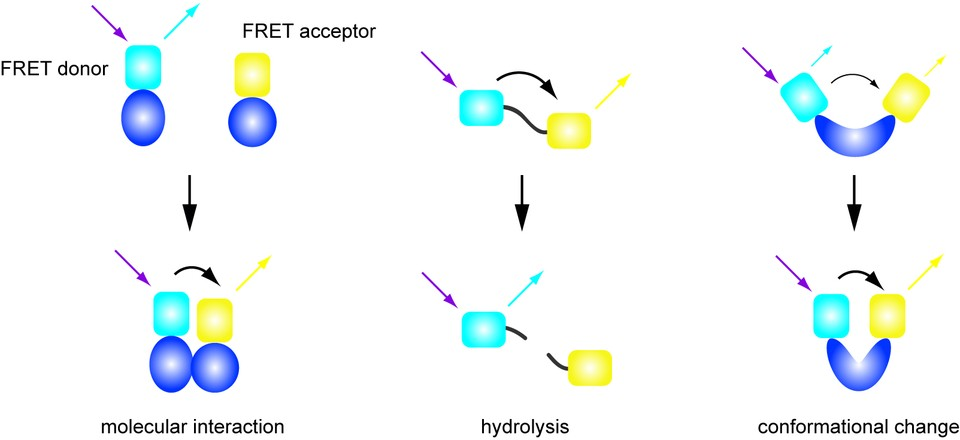 FRET acceptor
FRET donor
molecular interaction
hydrolysis
conformational change